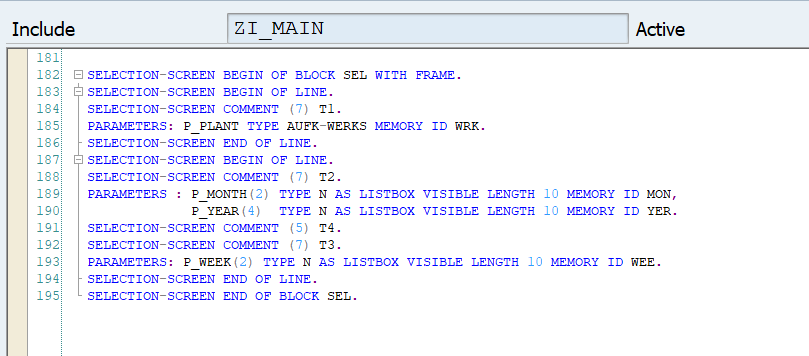 Include ZI_MAIN Active
181
182 SELECTION-SCREEN BEGIN OF BLOCK SEL WITH FRAME.
183 SELECTION-SCREEN BEGIN OF LINE.
184 SELECTION-SCREEN COMMENT (7) T1.
185 PARAMETERS: P_PLANT TYPE AUFK-WERKS MEMORY ID WRK.
186 SELECTION-SCREEN END OF LINE.
187 SELECTION-SCREEN BEGIN OF LINE.
188 SELECTION-SCREEN COMMENT (7) T2.
189 PARAMETERS : P_MONTH(2) TYPE N AS LISTBOX VISIBLE LENGTH 10 MEMORY ID MON,
190 P_YEAR(4)  TYPE N AS LISTBOX VISIBLE LENGTH 10 MEMORY ID YER.
191 SELECTION-SCREEN COMMENT (5) T4.
192 SELECTION-SCREEN COMMENT (7) T3.
193 PARAMETERS: P_WEEK(2) TYPE N AS LISTBOX VISIBLE LENGTH 10 MEMORY ID WEE.
194 SELECTION-SCREEN END OF LINE.
195 SELECTION-SCREEN END OF BLOCK SEL.